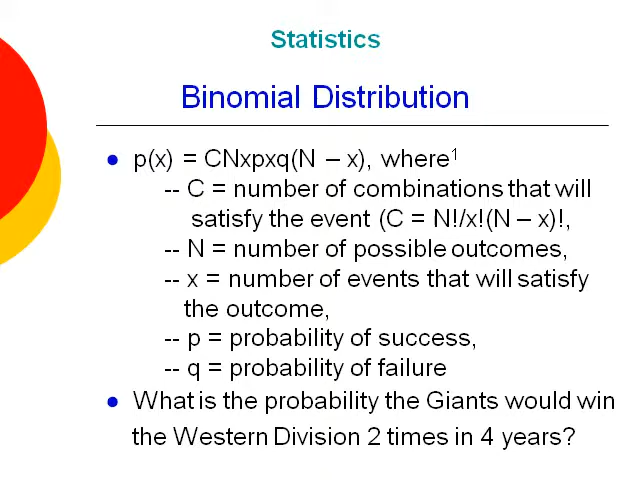 Statistics
Binomial Distribution
● p(x) = CNxpxq(N – x), where1
-- C = number of combinations that will
satisfy the event (C = N!/x!(N – x)!,
-- N = number of possible outcomes,
-- x = number of events that will satisfy
the outcome,
-- p = probability of success,
-- q = probability of failure
● What is the probability the Giants would win
the Western Division 2 times in 4 years?